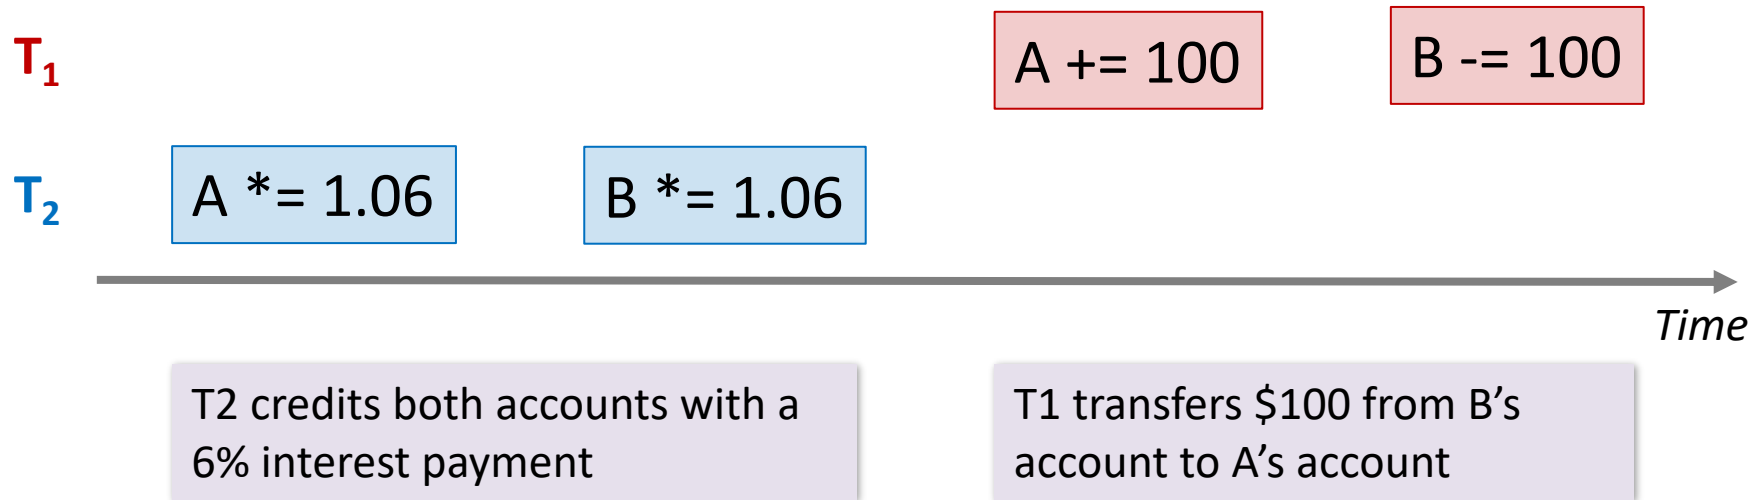 T1
A += 100
B -= 100
T2
A *= 1.06
B *= 1.06
Time
T2 credits both accounts with a
6% interest payment
T1 transfers $100 from B’s
account to A’s account